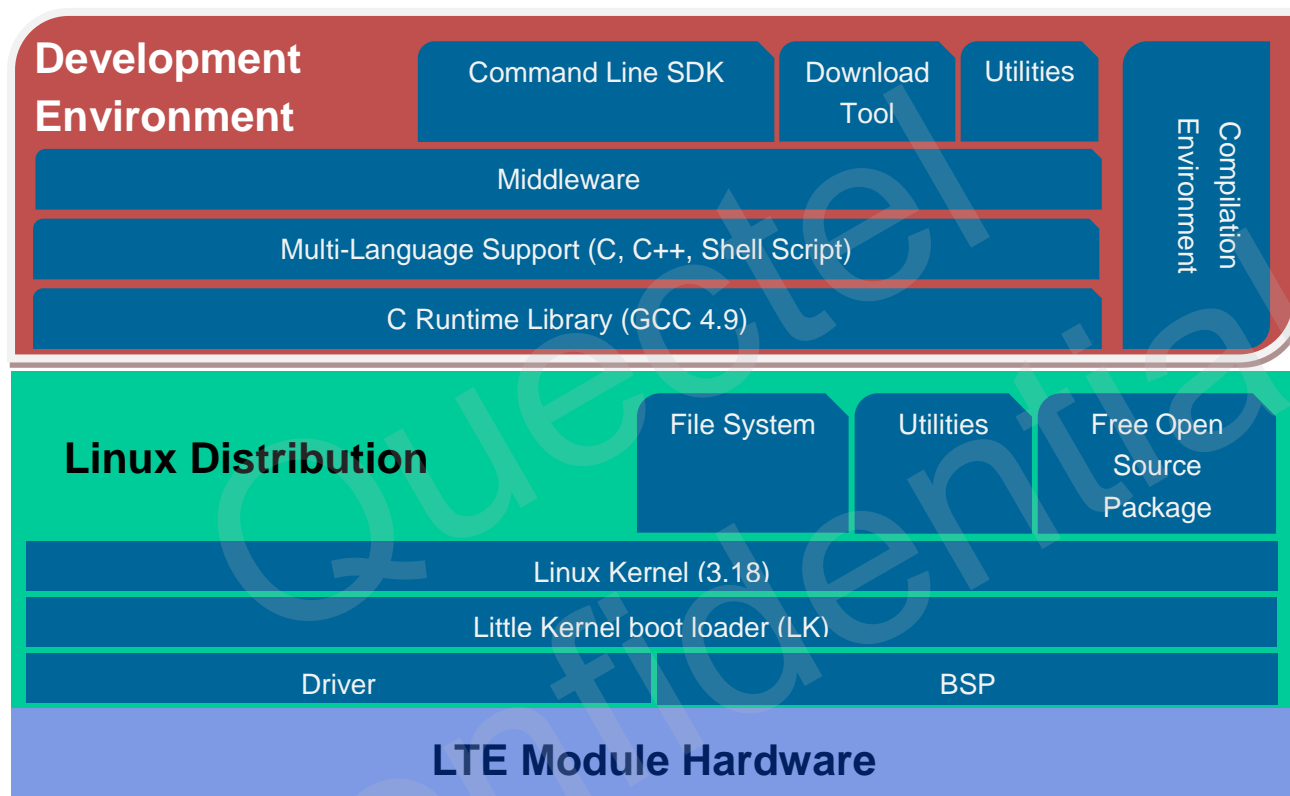 Development
Environment
Command Line SDK
Download
Tool
Utilities
Compilation
Environment
Middleware
Multi-Language Support (C, C++, Shell Script)
C Runtime Library (GCC 4.9)
Linux Distribution
File System
Utilities
Free Open
Source
Package
Linux Kernel (3.18)
Little Kernel boot loader (LK)
Driver
BSP
LTE Module Hardware
Quectel
nfidential